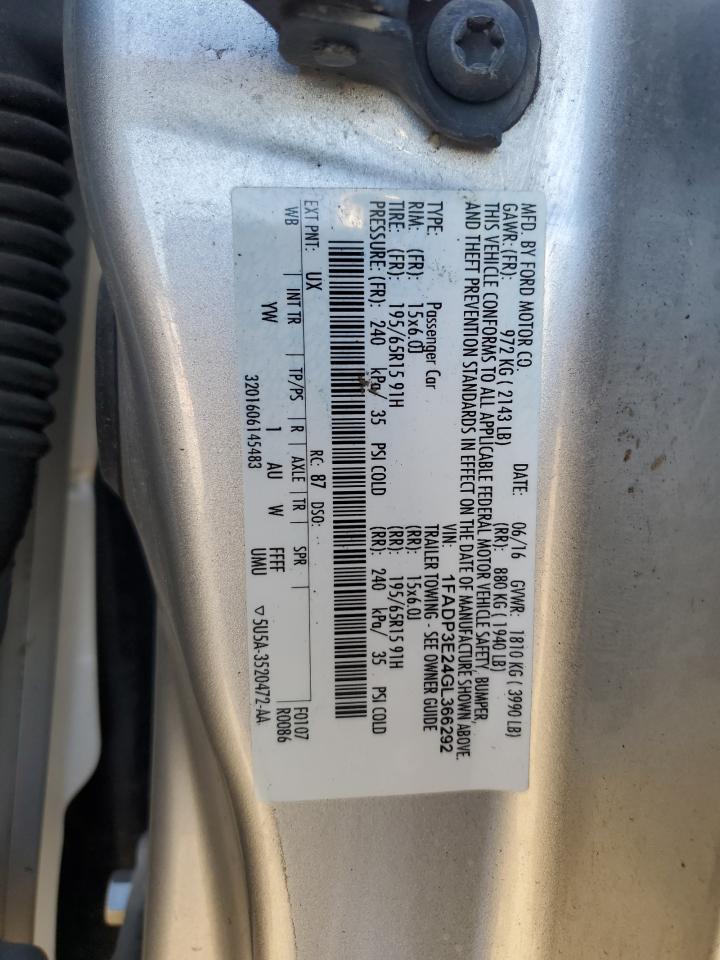 MFD. BY FORD MOTOR CO.
DATE: 06/16 GVWR: 1810 KG ( 3990 LB)
GAWR: (FR): 972 KG ( 2143 LB) (RR): 880 KG ( 1940 LB)
THIS VEHICLE CONFORMS TO ALL APPLICABLE FEDERAL MOTOR VEHICLE SAFETY, BUMPER,
AND THEFT PREVENTION STANDARDS IN EFFECT ON THE DATE OF MANUFACTURE SHOWN ABOVE.
VIN: 1FADP3E24GL366292
TYPE: Passenger Car TRAILER TOWING - SEE OWNER GUIDE
RIM: (FR): 15x6.0J (RR): 15x6.0J
TIRE: (FR): 195/65R15 91H (RR): 195/65R15 91H
PRESSURE: (FR): 240 kPa/ 35 PSI COLD (RR): 240 kPa/ 35 PSI COLD
EXT PNT: UX RC: 87 DSO: F0107
WB INT TR TP/PS R AXLE TR SPR R0086
YW 1 AU W FFFF ▽5U5A-3520472-AA
3201606145483 UMU